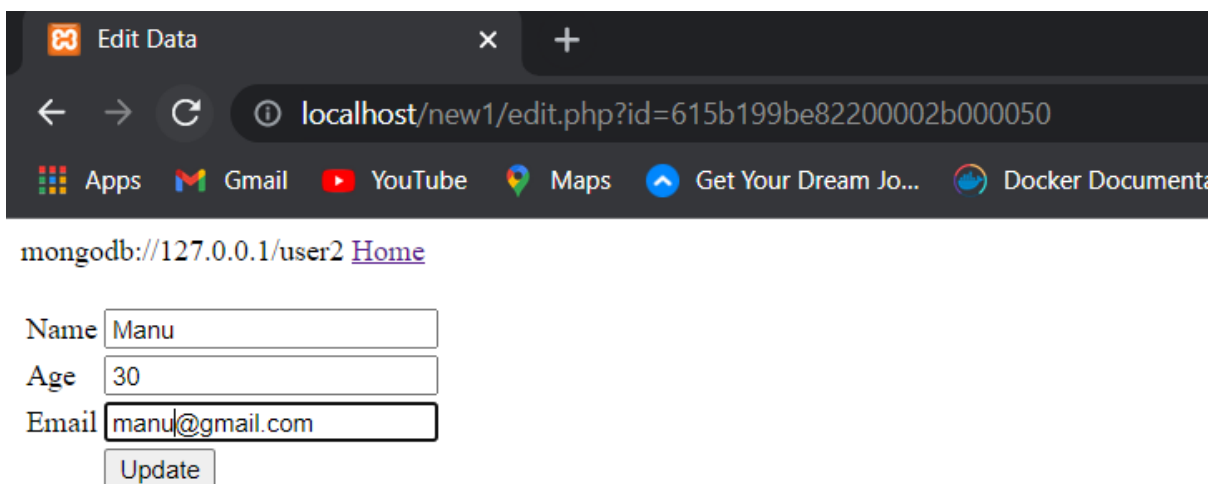 Edit Data
localhost/new1/edit.php?id=615b199be82200002b000050
Apps Gmail YouTube Maps Get Your Dream Jo... Docker Documenta
mongodb://127.0.0.1/user2 Home
Name Manu
Age 30
Email manu@gmail.com
Update